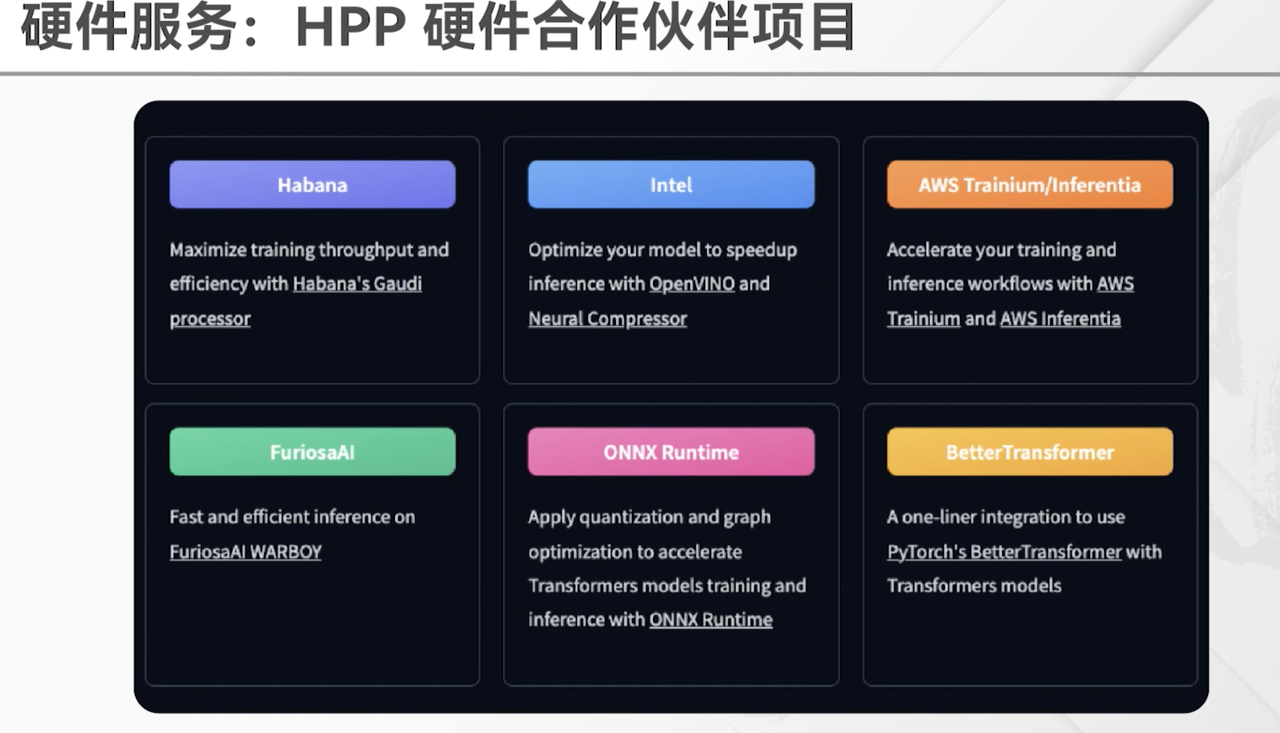 硬件服务：HPP 硬件合作伙伴项目
Habana
Maximize training throughput and
efficiency with Habana's Gaudi
processor
Intel
Optimize your model to speedup
inference with OpenVINO and
Neural Compressor
AWS Trainium/Inferentia
Accelerate your training and
inference workflows with AWS
Trainium and AWS Inferentia
FuriosaAI
Fast and efficient inference on
FuriosaAI WARBOY
ONNX Runtime
Apply quantization and graph
optimization to accelerate
Transformers models training and
inference with ONNX Runtime
BetterTransformer
A one-liner integration to use
PyTorch's BetterTransformer with
Transformers models